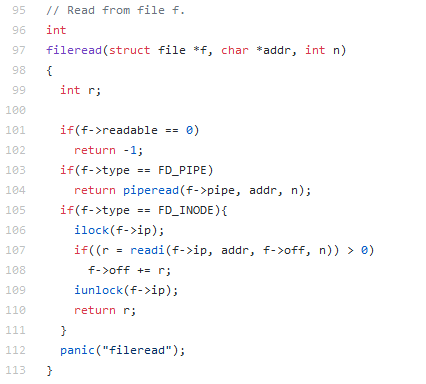 95 // Read from file f.
96 int
97 fileread(struct file *f, char *addr, int n)
98 {
99   int r;
100
101   if(f->readable == 0)
102     return -1;
103   if(f->type == FD_PIPE)
104     return piperead(f->pipe, addr, n);
105   if(f->type == FD_INODE){
106     ilock(f->ip);
107     if((r = readi(f->ip, addr, f->off, n)) > 0)
108       f->off += r;
109     iunlock(f->ip);
110     return r;
111   }
112   panic("fileread");
113 }